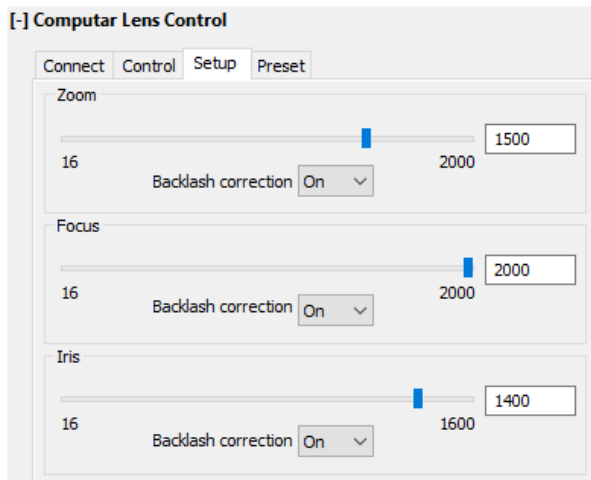 [-] Computar Lens Control
Connect Control Setup Preset
Zoom
1500
16 2000
Backlash correction On
Focus
2000
16 2000
Backlash correction On
Iris
1400
16 1600
Backlash correction On